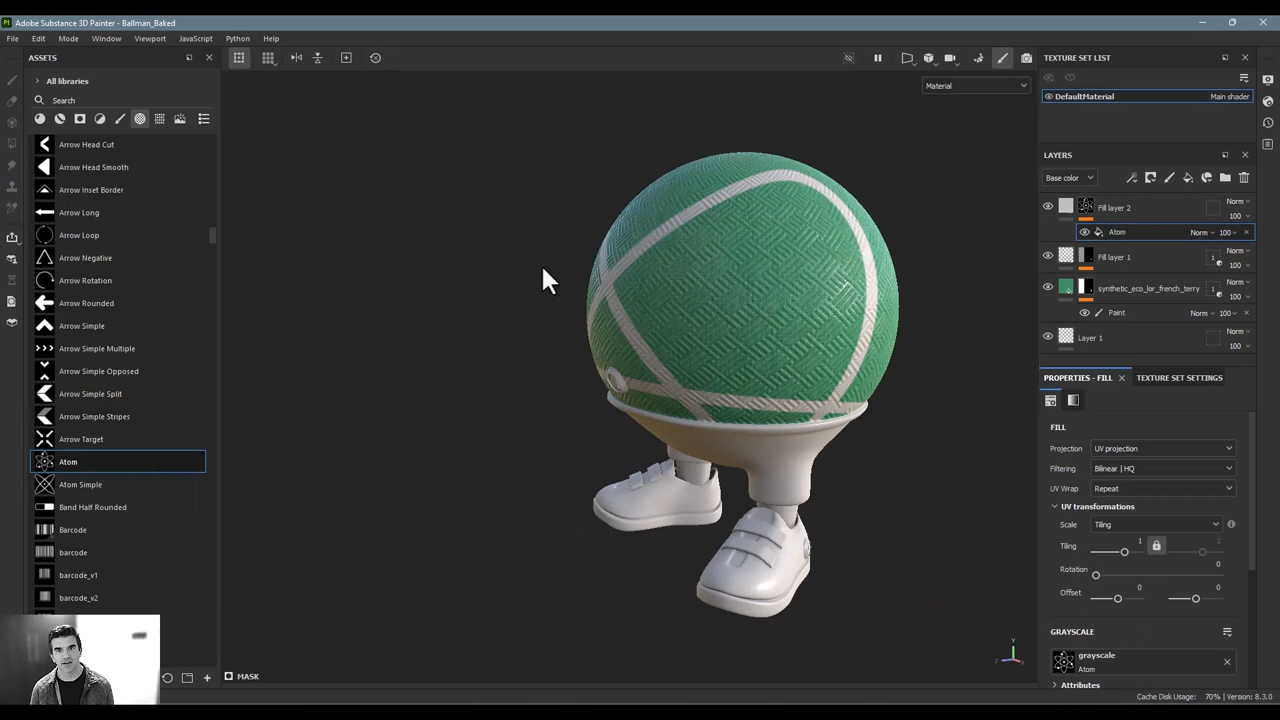 Pt Adobe Substance 3D Painter - Ballman_Baked
File Edit Mode Window Viewport JavaScript Python Help
ASSETS
All libraries
Search
Arrow Head Cut
Arrow Head Smooth
Arrow Inset Border
Arrow Long
Arrow Loop
Arrow Negative
Arrow Rotation
Arrow Rounded
Arrow Simple
Arrow Simple Multiple
Arrow Simple Opposed
Arrow Simple Split
Arrow Simple Stripes
Arrow Target
Atom
Atom Simple
Band Half Rounded
Barcode
barcode
barcode_v1
barcode_v2
Material
Y
MASK
TEXTURE SET LIST
DefaultMaterial Main shader
LAYERS
Base color
Fill layer 2 Norm 100
Atom Norm 100
Fill layer 1 1 Norm 100
synthetic_eco_lor_french_terry 1 Norm 100
Paint Norm 100
Layer 1 Norm 100
PROPERTIES - FILL TEXTURE SET SETTINGS
FILL
Projection UV projection
Filtering Bilinear | HQ
UV Wrap Repeat
UV transformations
Scale Tiling
Tiling 1 1
Rotation 0
Offset 0 0
GRAYSCALE
grayscale
Atom
Attributes
Cache Disk Usage: 70% | Version: 8.3.0